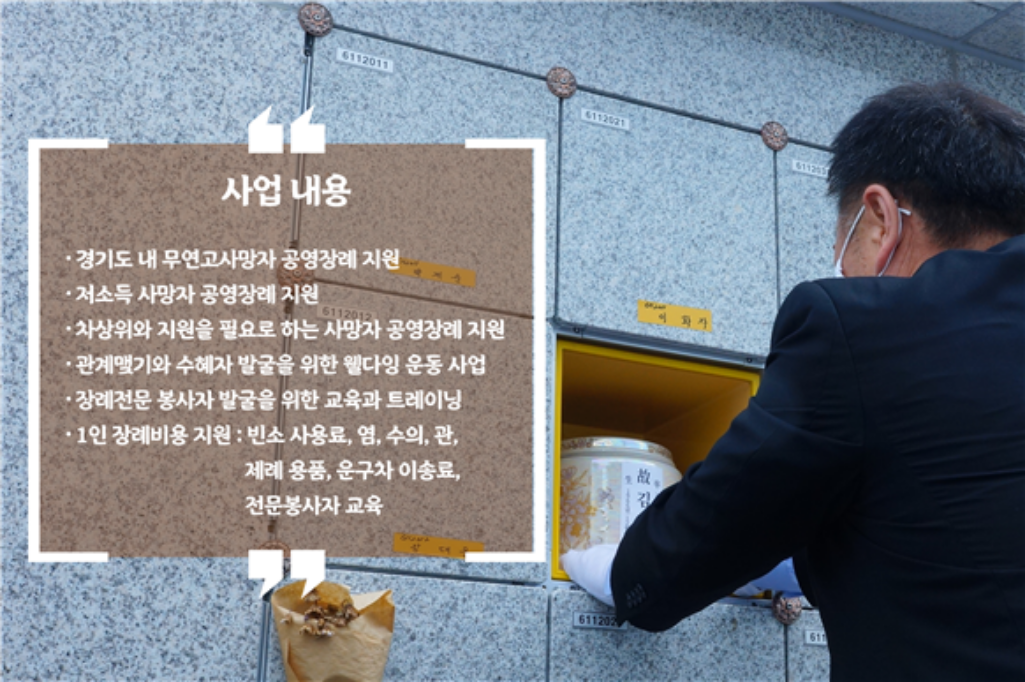 6112011
6112021
사업 내용
· 경기도 내 무연고사망자 공영장례 지원
· 저소득 사망자 공영장례 지원
6112012
· 차상위와 지원을 필요로 하는 사망자 공영장례 지원
이 화 자
· 관계맺기와 수혜자 발굴을 위한 웰다잉 운동 사업
· 장례전문 봉사자 발굴을 위한 교육과 트레이닝
· 1인 장례비용 지원 : 빈소 사용료, 염, 수의, 관,
제례 용품, 운구차 이송료,
전문봉사자 교육
故
김